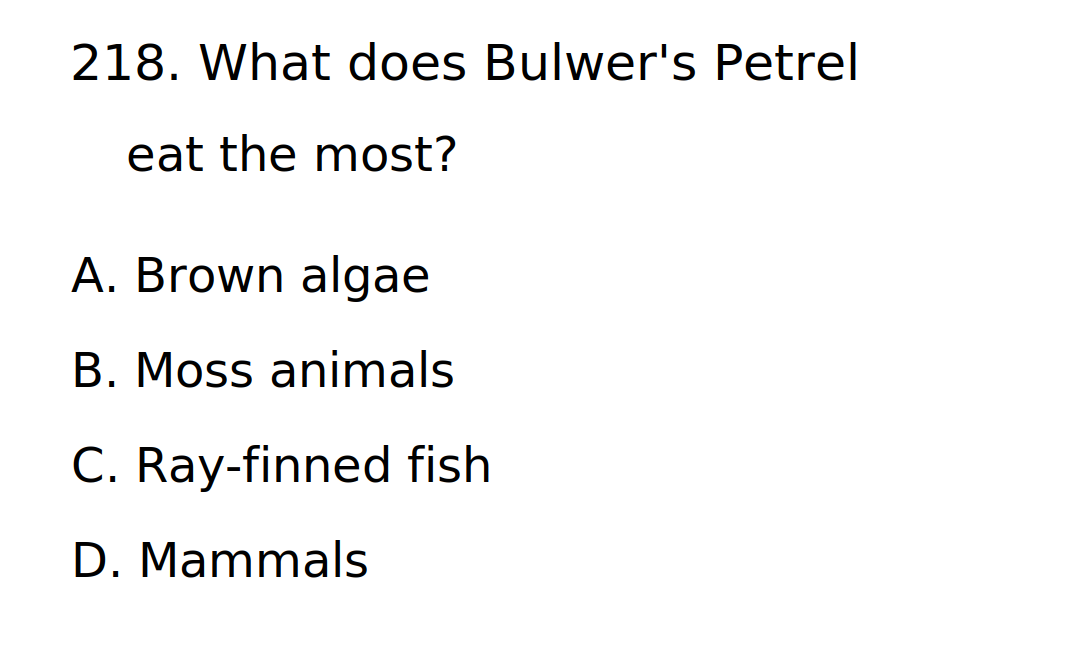 218. What does Bulwer's Petrel
eat the most?
A. Brown algae
B. Moss animals
C. Ray-finned fish
D. Mammals